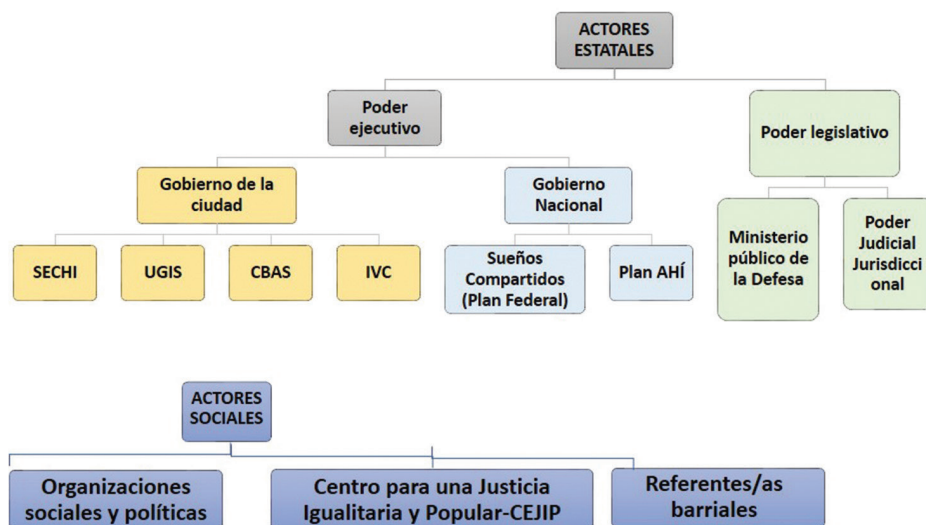 ACTORES
ESTATALES
Poder
ejecutivo
Poder legislativo
Gobierno de la
ciudad
Gobierno
Nacional
SECHI
UGIS
CBAS
IVC
Sueños
Compartidos
(Plan Federal)
Plan AHÍ
Ministerio
público de
la Defesa
Poder
Judicial
Jurisdicci
onal
ACTORES
SOCIALES
Organizaciones
sociales y políticas
Centro para una Justicia
Igualitaria y Popular-CEJIP
Referentes/as
barriales